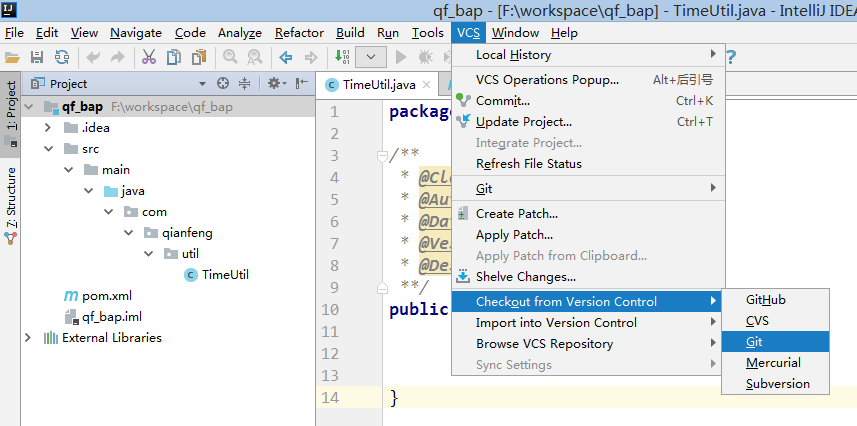 qf_bap - [F:\workspace\qf_bap] - TimeUtil.java - IntelliJ IDEA
File Edit View Navigate Code Analyze Refactor Build Run Tools VCS Window Help
Project
TimeUtil.java
1: Project
7: Structure
qf_bap F:\workspace\qf_bap
.idea
src
main
java
com
qianfeng
util
TimeUtil
pom.xml
qf_bap.iml
External Libraries
1 package
3 /**
4 * @Cl
5 * @Au
6 * @Da
7 * @Ve
8 * @De
9 **/
10 public
13
14 }
Local History
VCS Operations Popup... Alt+后引号
Commit... Ctrl+K
Update Project... Ctrl+T
Integrate Project...
Refresh File Status
Git
Create Patch...
Apply Patch...
Apply Patch from Clipboard...
Shelve Changes...
Checkout from Version Control
Import into Version Control
Browse VCS Repository
Sync Settings
GitHub
CVS
Git
Mercurial
Subversion